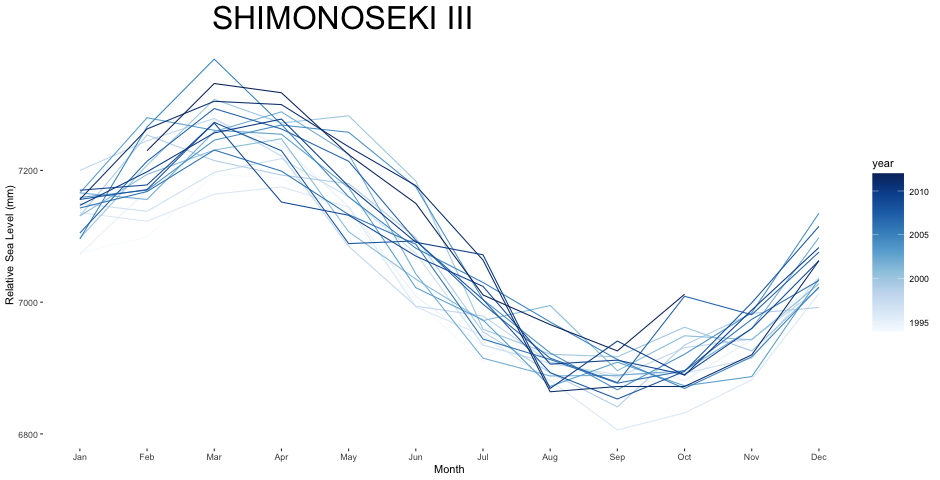 SHIMONOSEKI III
Relative Sea Level (mm)
7200
7000
6800
Jan Feb Mar Apr May Jun Jul Aug Sep Oct Nov Dec
Month
year
2010
2005
2000
1995